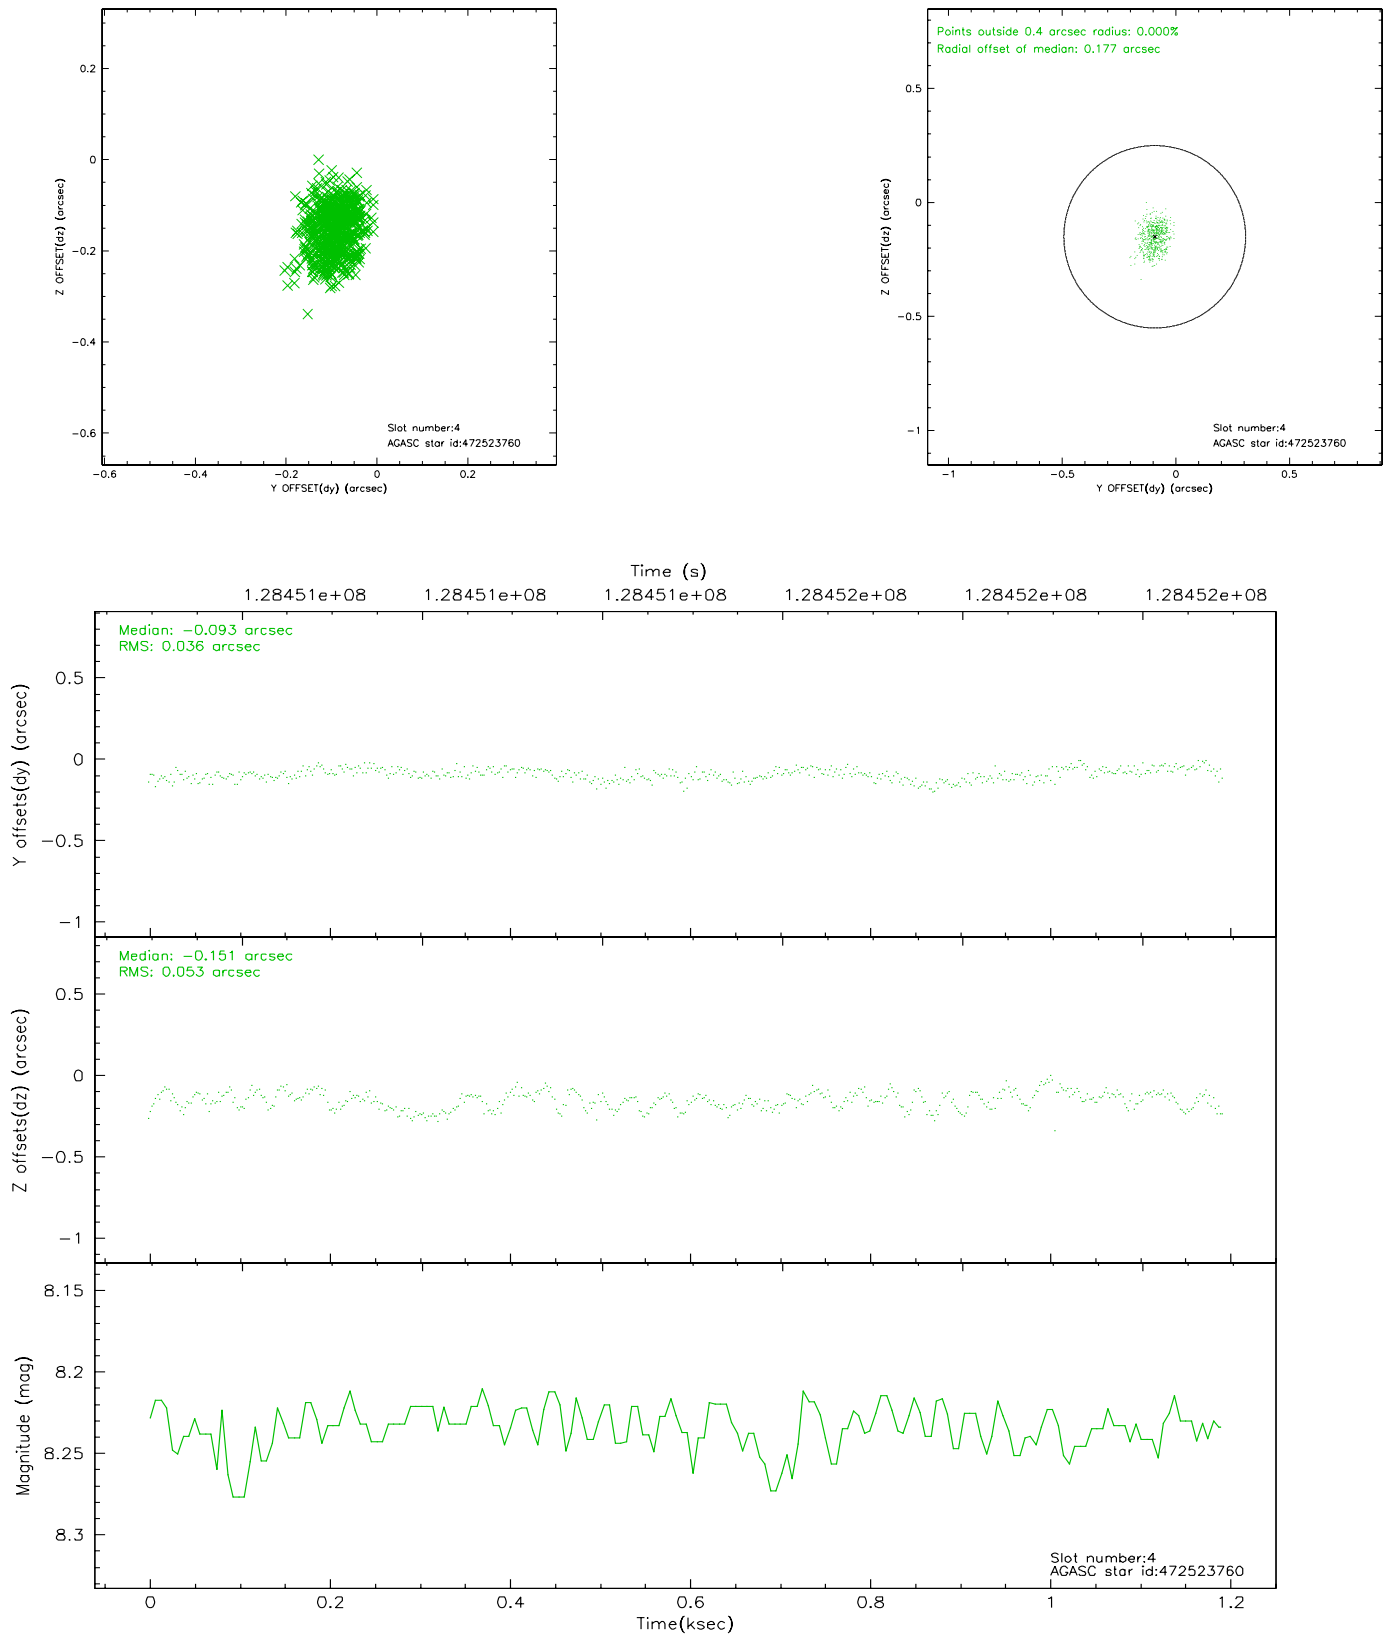 0.2
0
-0.2
-0.4
-0.6
Z OFFSET(dz) (arcsec)
Slot number:4
AGASC star id:472523760
-0.6 -0.4 -0.2 0 0.2
Y OFFSET(dy) (arcsec)
Points outside 0.4 arcsec radius: 0.000%
Radial offset of median: 0.177 arcsec
0.5
0
-0.5
-1
Z OFFSET(dz) (arcsec)
Slot number:4
AGASC star id:472523760
-1 -0.5 0 0.5
Y OFFSET(dy) (arcsec)
Time (s)
1.28451e+08 1.28451e+08 1.28451e+08 1.28452e+08 1.28452e+08 1.28452e+08
Median: -0.093 arcsec
RMS: 0.036 arcsec
0.5
0
-0.5
-1
Y offsets(dy) (arcsec)
Median: -0.151 arcsec
RMS: 0.053 arcsec
0.5
0
-0.5
-1
Z offsets(dz) (arcsec)
8.15
8.2
8.25
8.3
Magnitude (mag)
Slot number:4
AGASC star id:472523760
0 0.2 0.4 0.6 0.8 1 1.2
Time(ksec)